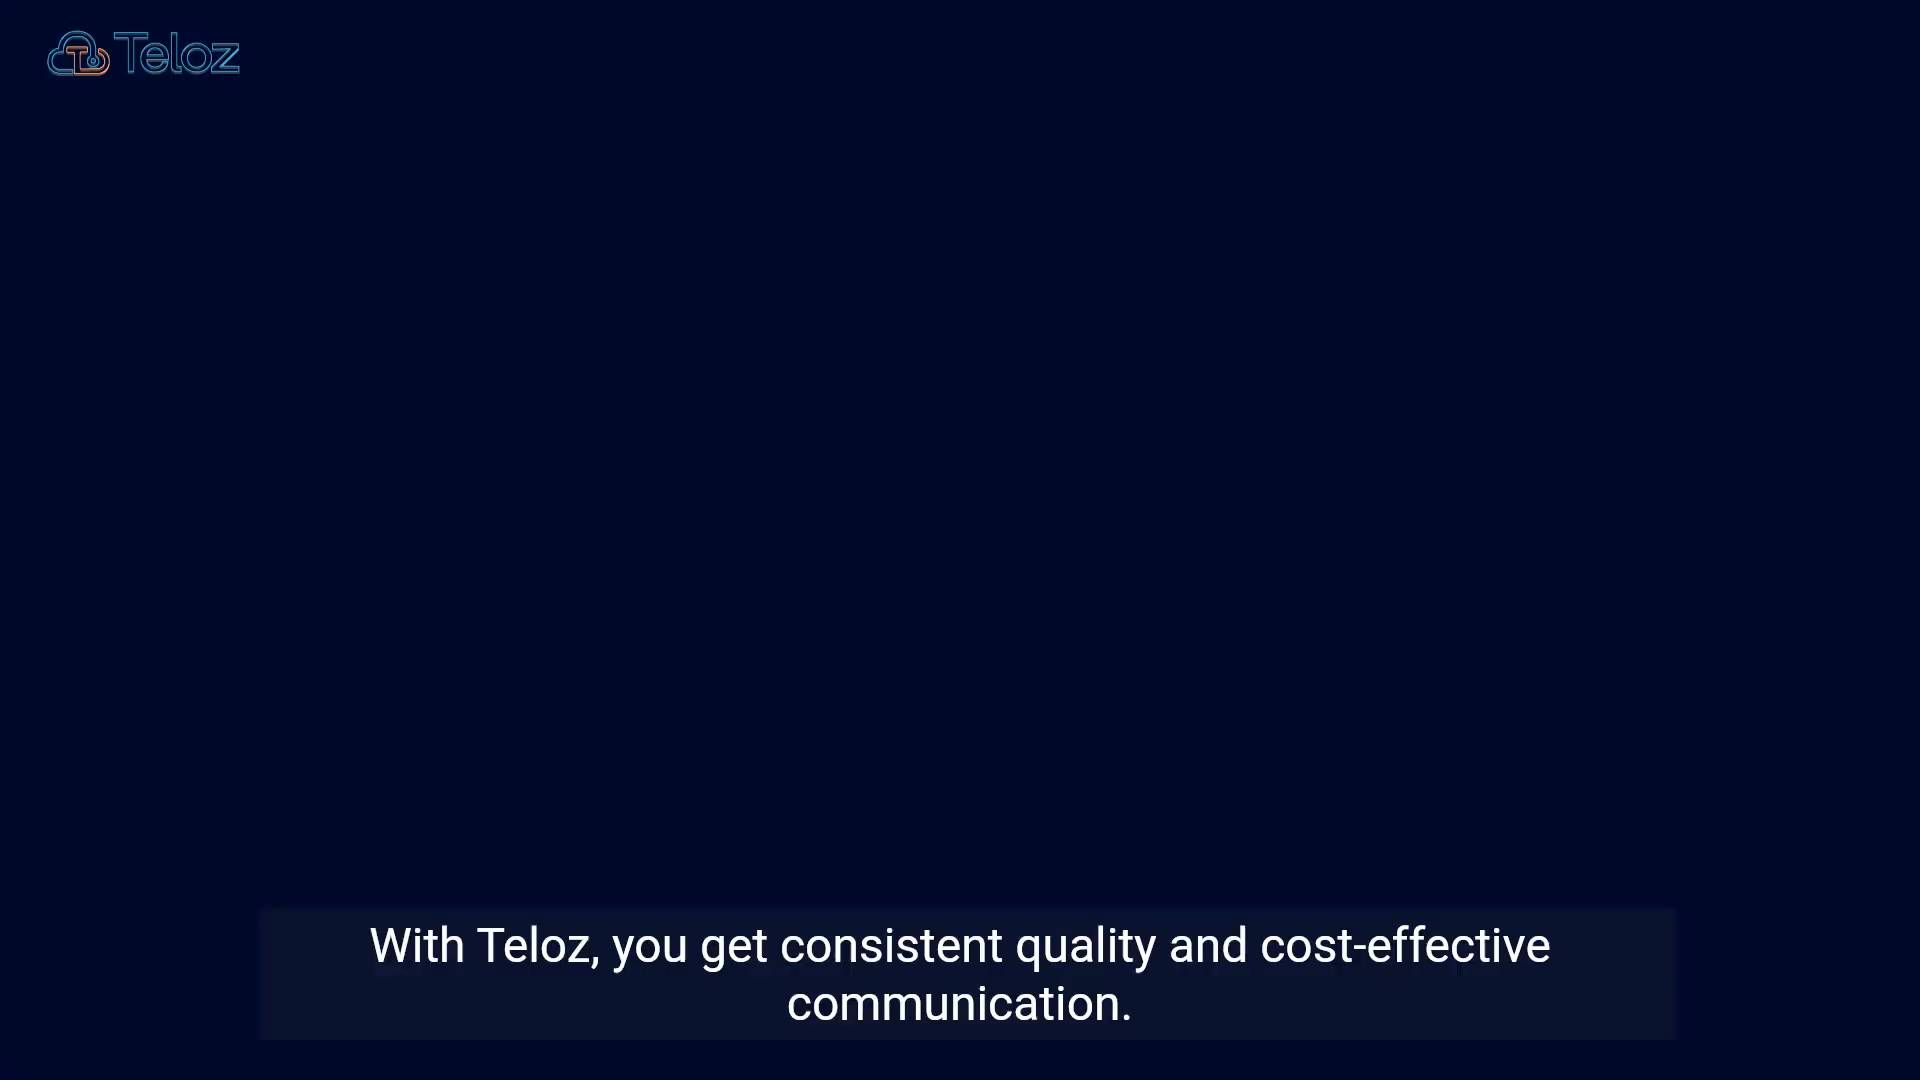 Teloz
With Teloz, you get consistent quality and cost-effective
communication.